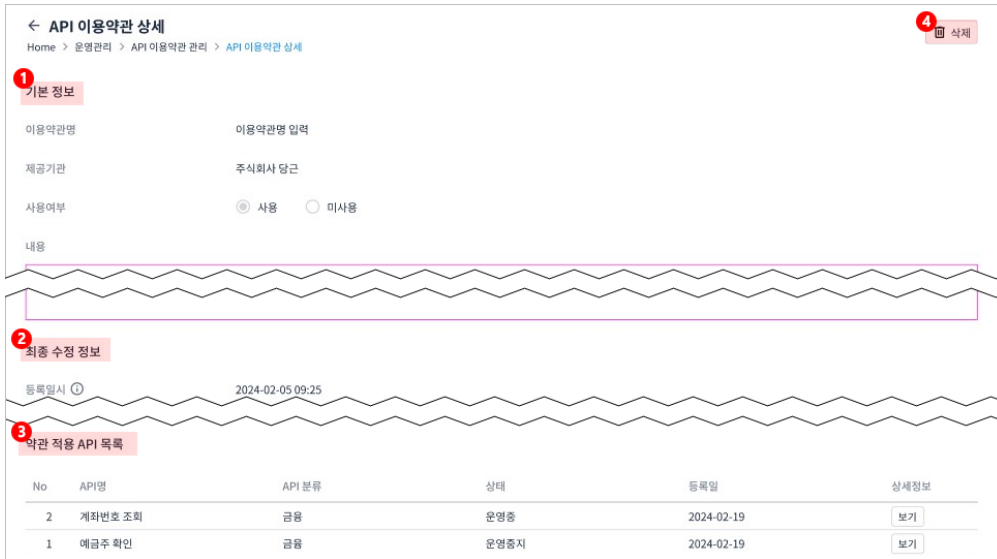 ← API 이용약관 상세
4
삭제
Home > 운영관리 > API 이용약관 관리 > API 이용약관 상세
1
기본 정보
이용약관명 이용약관명 입력
제공기관 주식회사 당근
사용여부 사용 미사용
내용
2
최종 수정 정보
등록일시 2024-02-05 09:25
3
약관 적용 API 목록
No API명 API 분류 상태 등록일 상세정보
2 계좌번호 조회 금융 운영중 2024-02-19 보기
1 예금주 확인 금융 운영중지 2024-02-19 보기